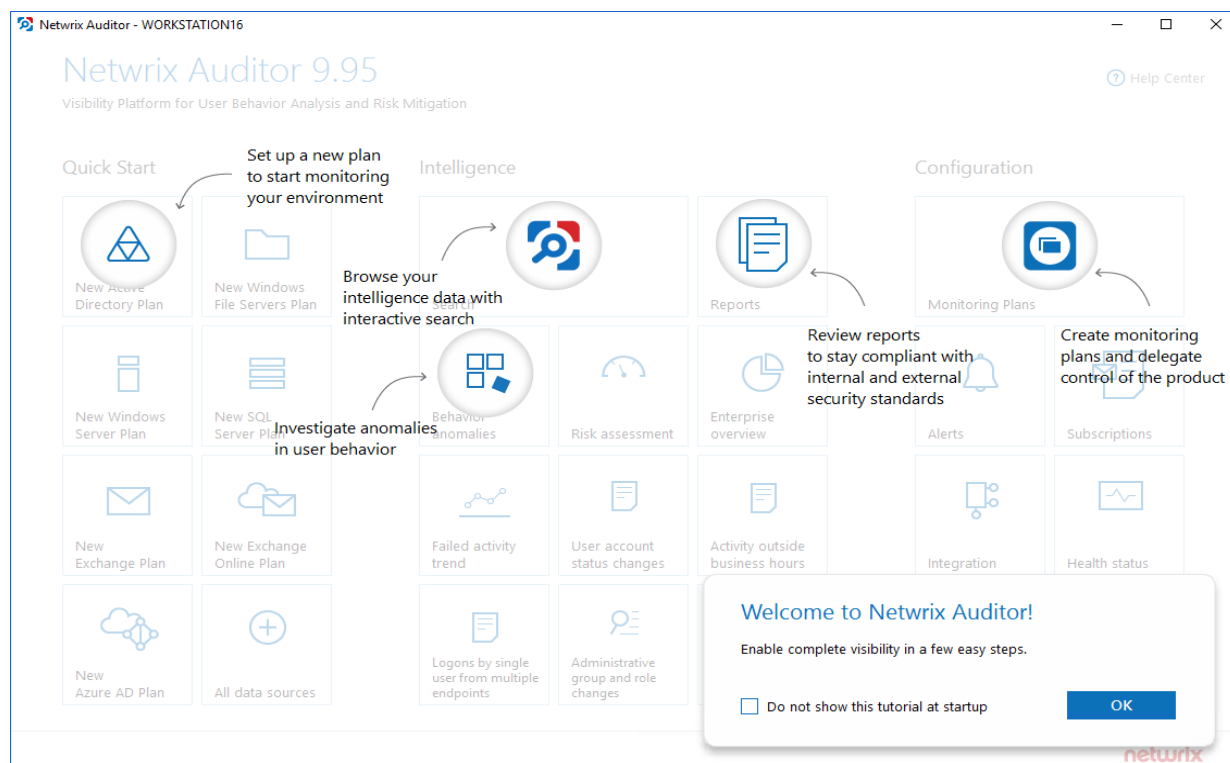 Netwrix Auditor - WORKSTATION16
Netwrix Auditor 9.95
Help Center
Visibility Platform for User Behavior Analysis and Risk Mitigation
Quick Start
Set up a new plan
to start monitoring
your environment
New Active
Directory Plan
New Windows
File Servers Plan
New Windows
Server Plan
New SQL
Server Plan
New
Exchange Plan
New Exchange
Online Plan
New
Azure AD Plan
All data sources
Intelligence
Browse your
intelligence data with
interactive search
Search
Reports
Review reports
to stay compliant with
internal and external
security standards
Investigate anomalies
in user behavior
Behavior
anomalies
Risk assessment
Enterprise
overview
Failed activity
trend
User account
status changes
Activity outside
business hours
Logons by single
user from multiple
endpoints
Administrative
group and role
changes
Configuration
Monitoring Plans
Create monitoring
plans and delegate
control of the product
Alerts
Subscriptions
Integration
Health status
Welcome to Netwrix Auditor!
Enable complete visibility in a few easy steps.
Do not show this tutorial at startup
OK
netwrix